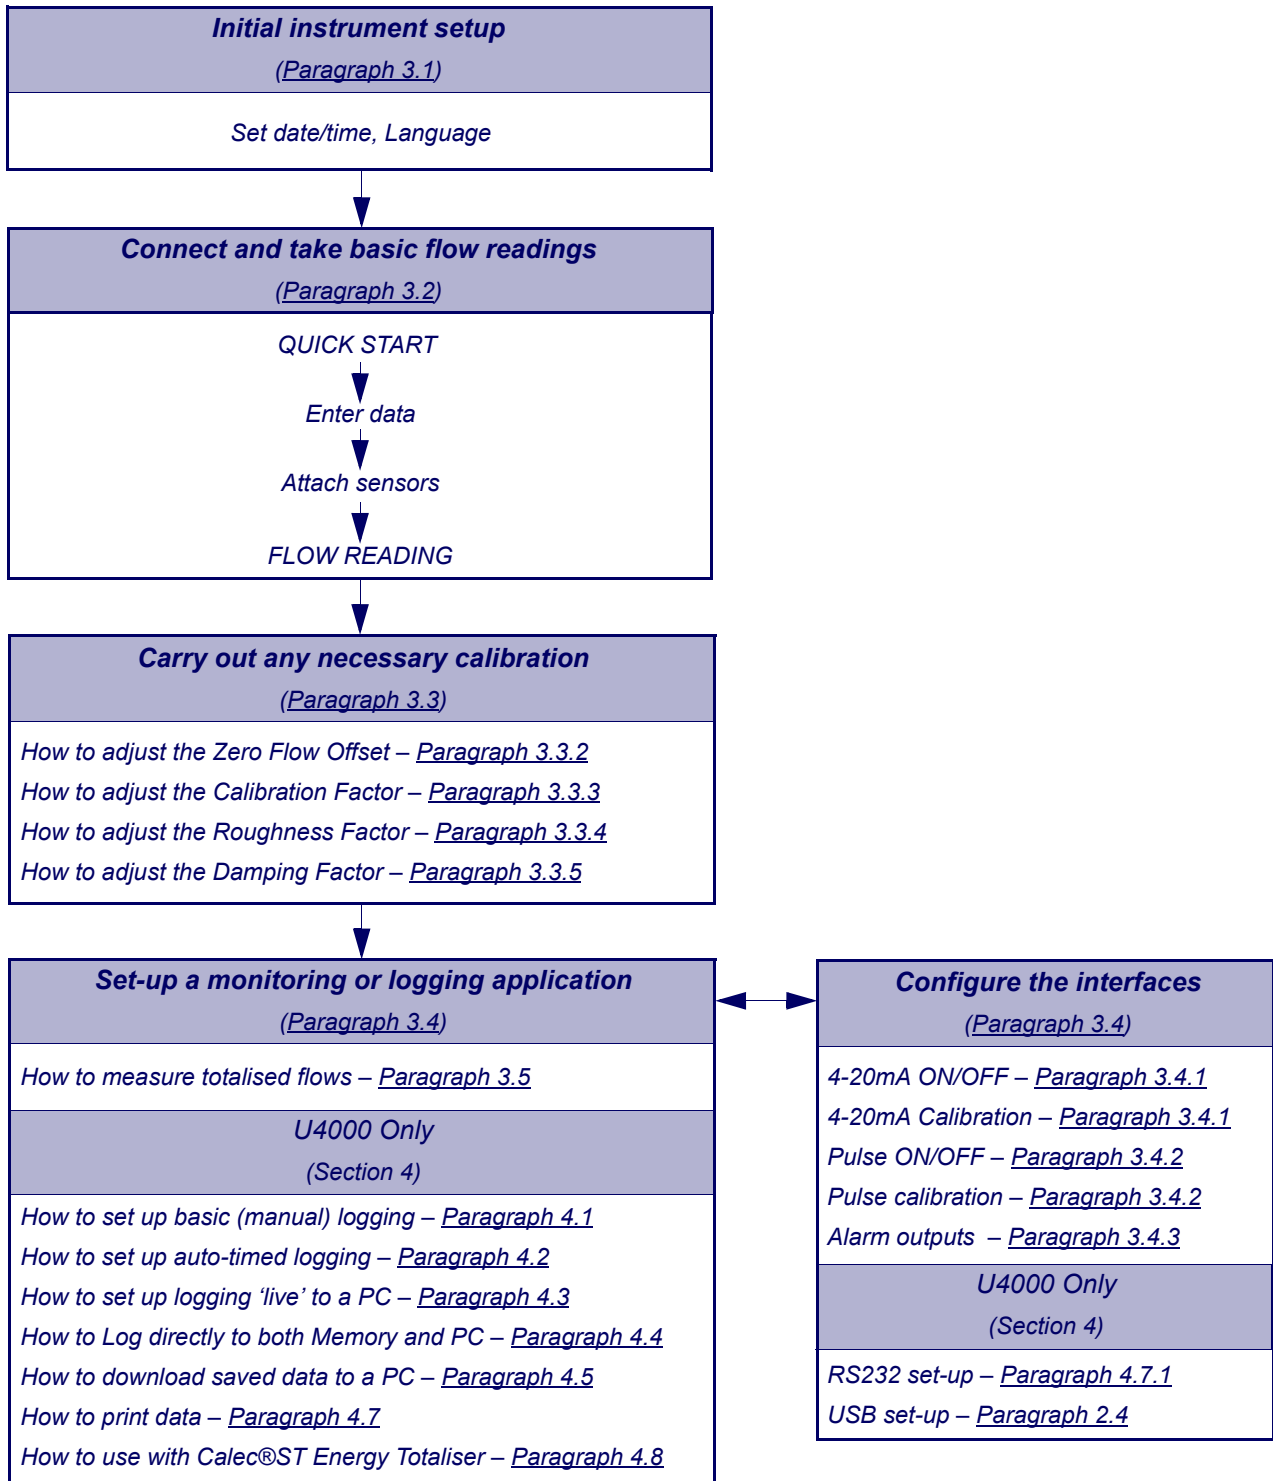 Initial instrument setup
(Paragraph 3.1)
Set date/time, Language
Connect and take basic flow readings
(Paragraph 3.2)
QUICK START
Enter data
Attach sensors
FLOW READING
Carry out any necessary calibration
(Paragraph 3.3)
How to adjust the Zero Flow Offset – Paragraph 3.3.2
How to adjust the Calibration Factor – Paragraph 3.3.3
How to adjust the Roughness Factor – Paragraph 3.3.4
How to adjust the Damping Factor – Paragraph 3.3.5
Set-up a monitoring or logging application
(Paragraph 3.4)
How to measure totalised flows – Paragraph 3.5
U4000 Only
(Section 4)
How to set up basic (manual) logging – Paragraph 4.1
How to set up auto-timed logging – Paragraph 4.2
How to set up logging ‘live’ to a PC – Paragraph 4.3
How to Log directly to both Memory and PC – Paragraph 4.4
How to download saved data to a PC – Paragraph 4.5
How to print data – Paragraph 4.7
How to use with Calec®ST Energy Totaliser – Paragraph 4.8
Configure the interfaces
(Paragraph 3.4)
4-20mA ON/OFF – Paragraph 3.4.1
4-20mA Calibration – Paragraph 3.4.1
Pulse ON/OFF – Paragraph 3.4.2
Pulse calibration – Paragraph 3.4.2
Alarm outputs – Paragraph 3.4.3
U4000 Only
(Section 4)
RS232 set-up – Paragraph 4.7.1
USB set-up – Paragraph 2.4